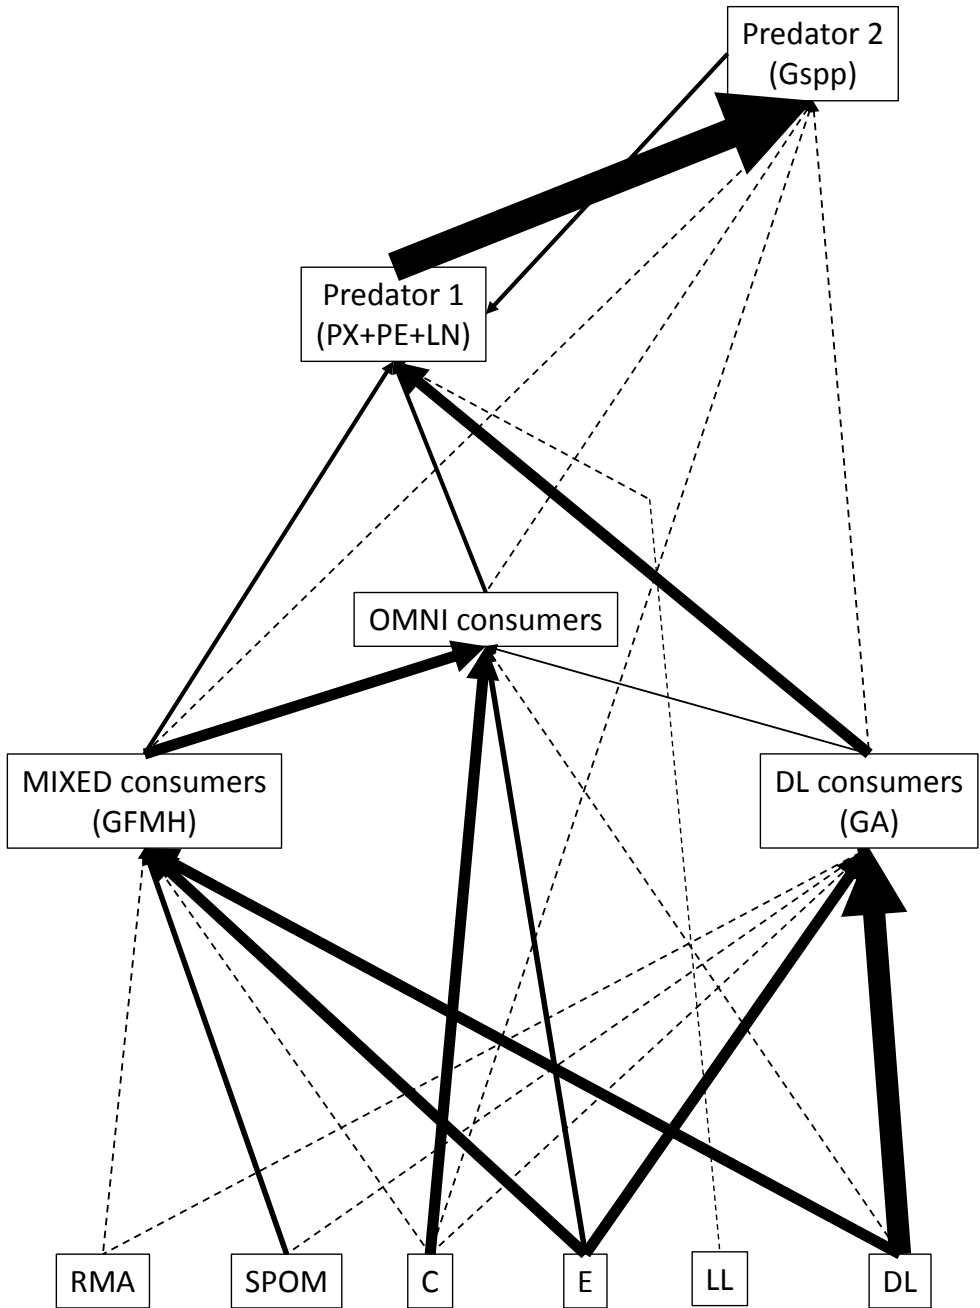 Predator 2
(Gspp)
Predator 1
(PX+PE+LN)
OMNI consumers
MIXED consumers
(GFMH)
DL consumers
(GA)
RMA
SPOM
C
E
LL
DL